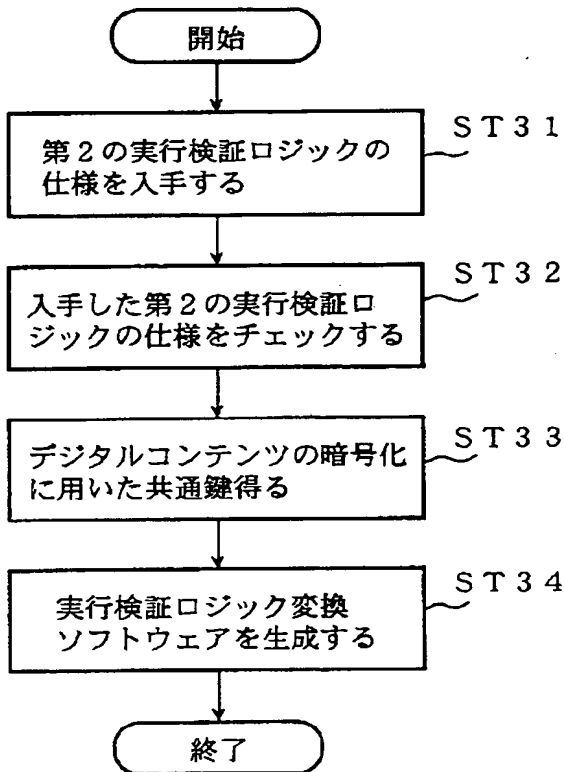 開始
ST31
第2の実行検証ロジックの
仕様を入手する
ST32
入手した第2の実行検証ロ
ジックの仕様をチェックする
ST33
デジタルコンテンツの暗号化
に用いた共通鍵得る
ST34
実行検証ロジック変換
ソフトウェアを生成する
終了